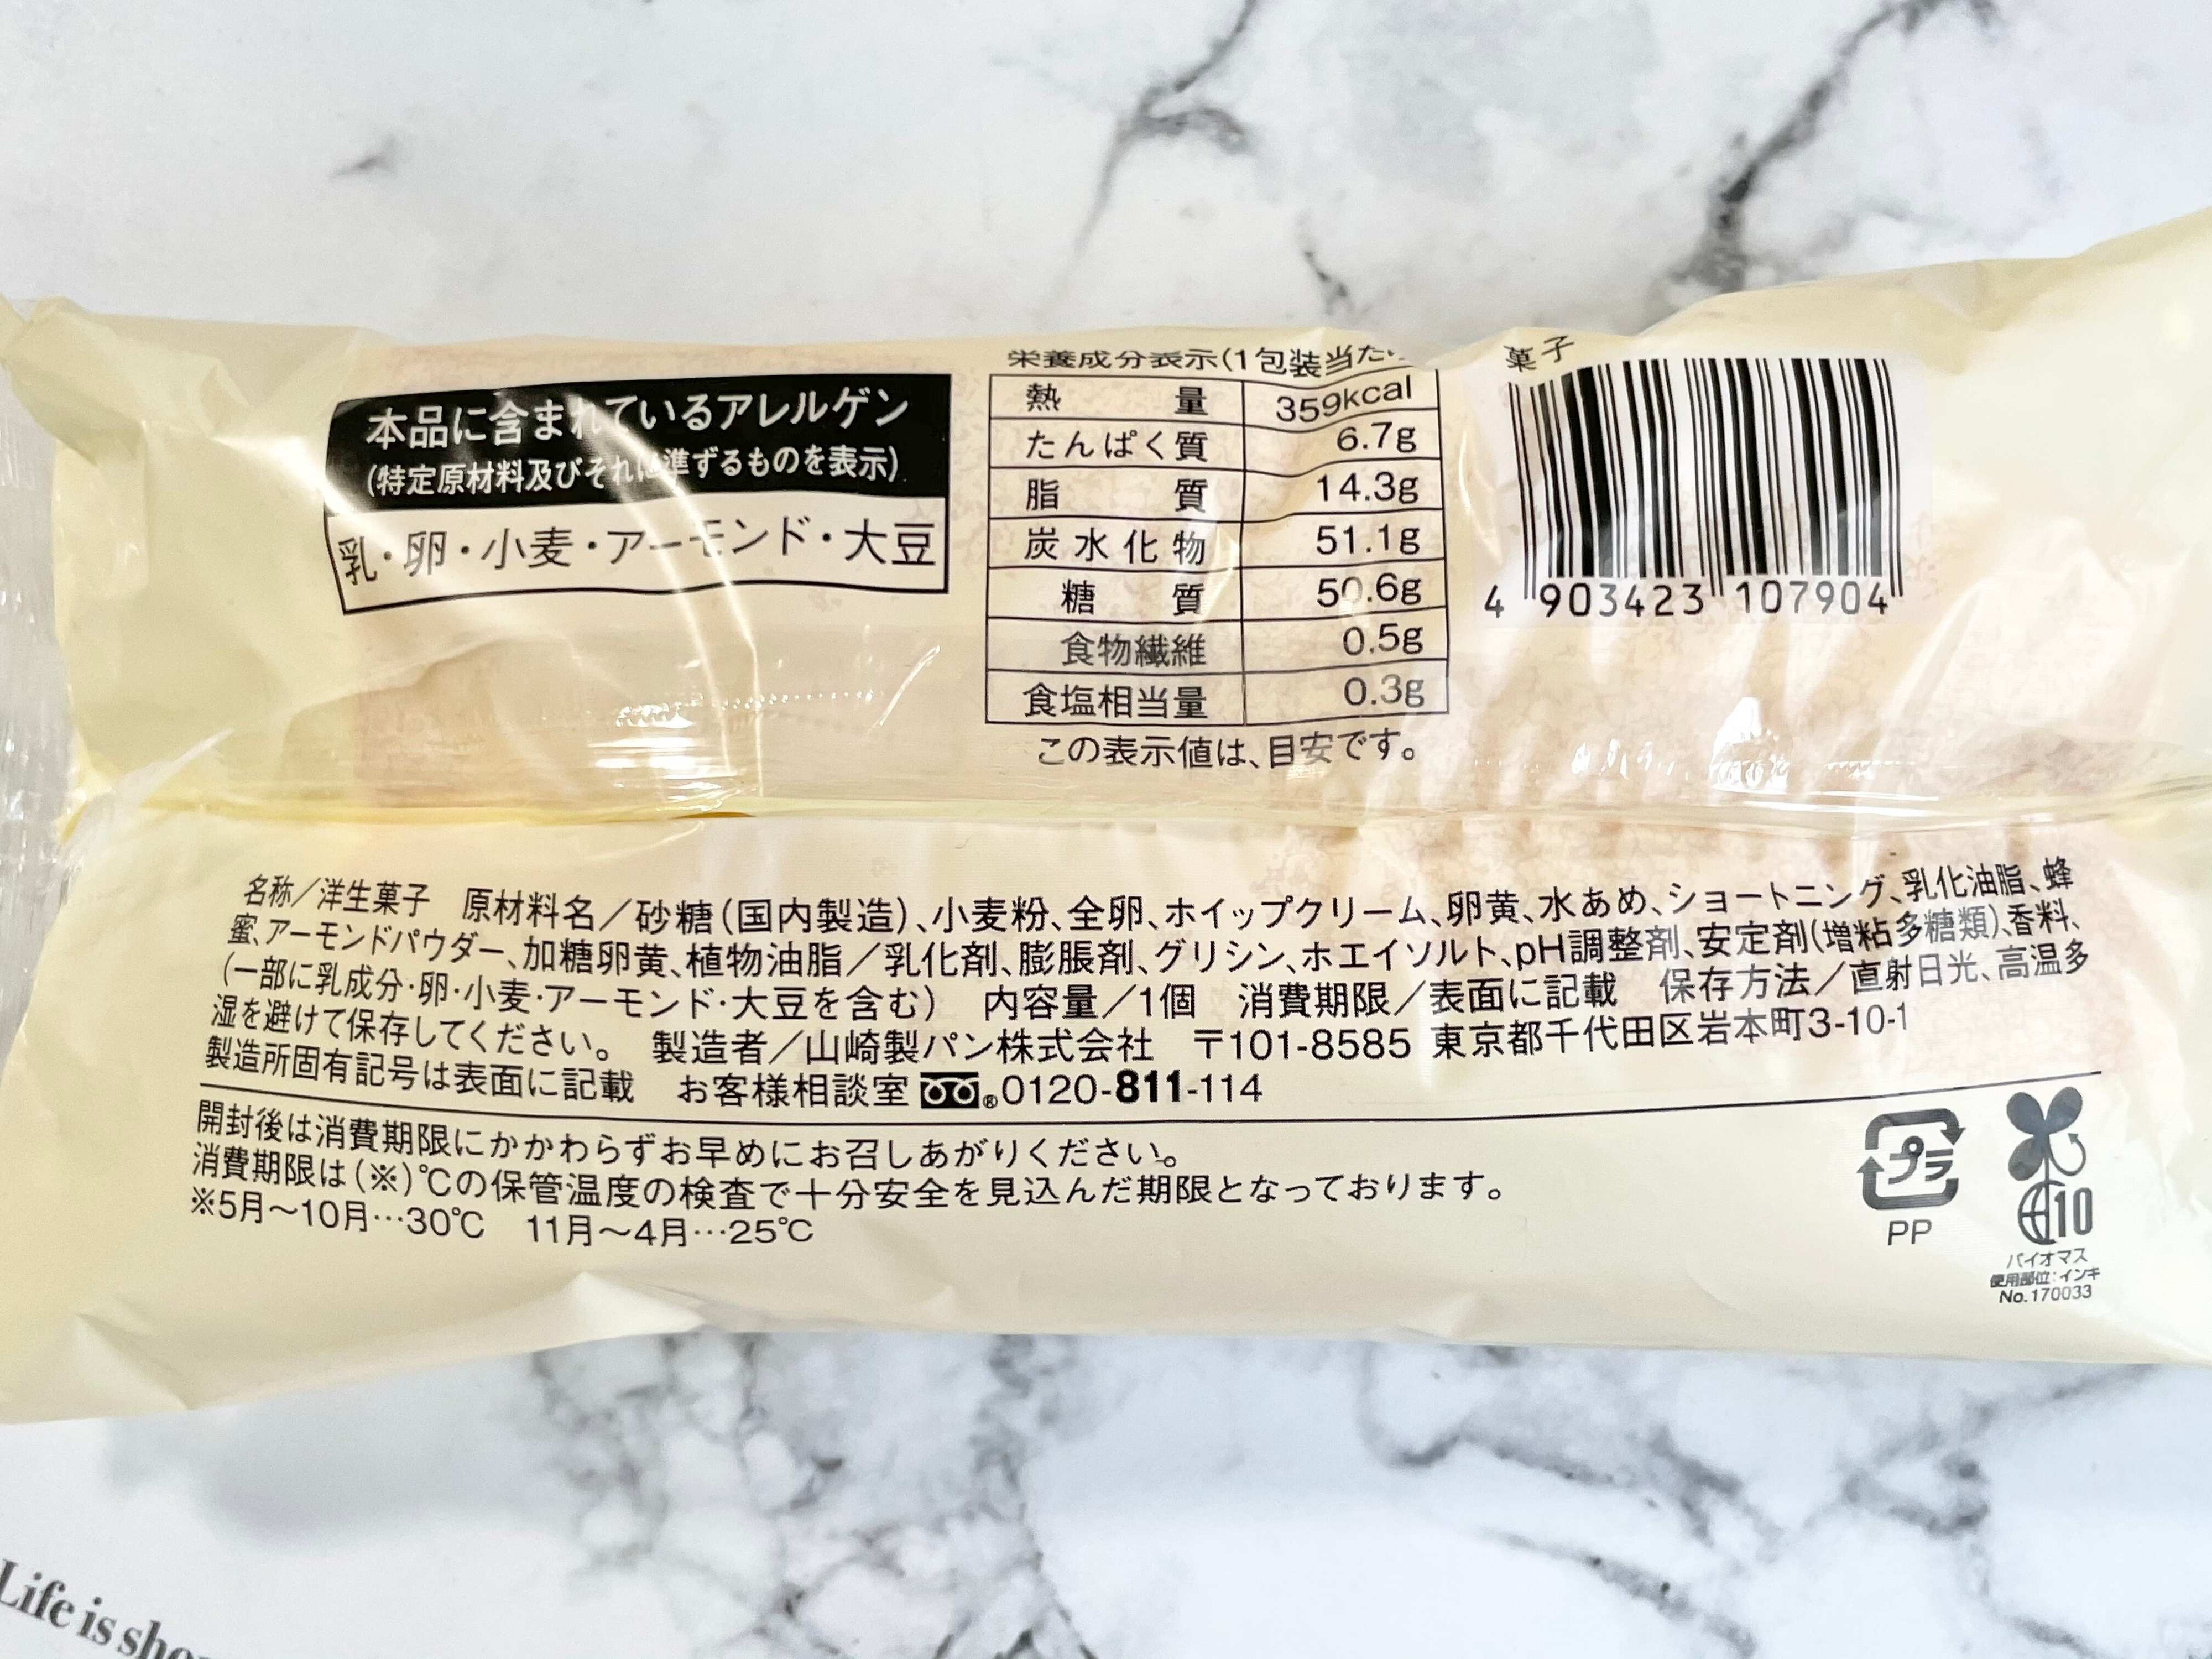 本品に含まれているアレルゲン
(特定原材料及びそれに準ずるものを表示)
乳・卵・小麦・アーモンド・大豆
栄養成分表示(1包装当た
熱量 359kcal
たんぱく質 6.7g
脂質 14.3g
炭水化物 51.1g
糖質 50.6g
食物繊維 0.5g
食塩相当量 0.3g
この表示値は、目安です。
菓子
4 903423 107904
名称/洋生菓子 原材料名/砂糖(国内製造)、小麦粉、全卵、ホイップクリーム、卵黄、水あめ、ショートニング、乳化油脂、蜂
蜜、アーモンドパウダー、加糖卵黄、植物油脂/乳化剤、膨脹剤、グリシン、ホエイソルト、pH調整剤、安定剤(増粘多糖類)、香料、
(一部に乳成分・卵・小麦・アーモンド・大豆を含む) 内容量/1個 消費期限/表面に記載 保存方法/直射日光、高温多
湿を避けて保存してください。 製造者/山崎製パン株式会社 〒101-8585 東京都千代田区岩本町3-10-1
製造所固有記号は表面に記載 お客様相談室 ®0120-811-114
開封後は消費期限にかかわらずお早めにお召しあがりください。
消費期限は(※)℃の保管温度の検査で十分安全を見込んだ期限となっております。
※5月〜10月…30℃ 11月〜4月…25℃
プラ
PP
10
バイオマス
使用部位:インキ
No.170033
Life is sho